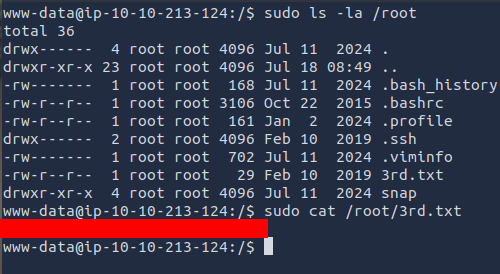 www-data@ip-10-10-213-124:/$ sudo ls -la /root
total 36
drwx------  4 root root 4096 Jul 11  2024 .
drwxr-xr-x 23 root root 4096 Jul 18 08:49 ..
-rw-------  1 root root  168 Jul 11  2024 .bash_history
-rw-r--r--  1 root root 3106 Oct 22  2015 .bashrc
-rw-r--r--  1 root root  161 Jan  2  2024 .profile
drwx------  2 root root 4096 Feb 10  2019 .ssh
-rw-------  1 root root  702 Jul 11  2024 .viminfo
-rw-r--r--  1 root root   29 Feb 10  2019 3rd.txt
drwxr-xr-x  4 root root 4096 Jul 11  2024 snap
www-data@ip-10-10-213-124:/$ sudo cat /root/3rd.txt
www-data@ip-10-10-213-124:/$